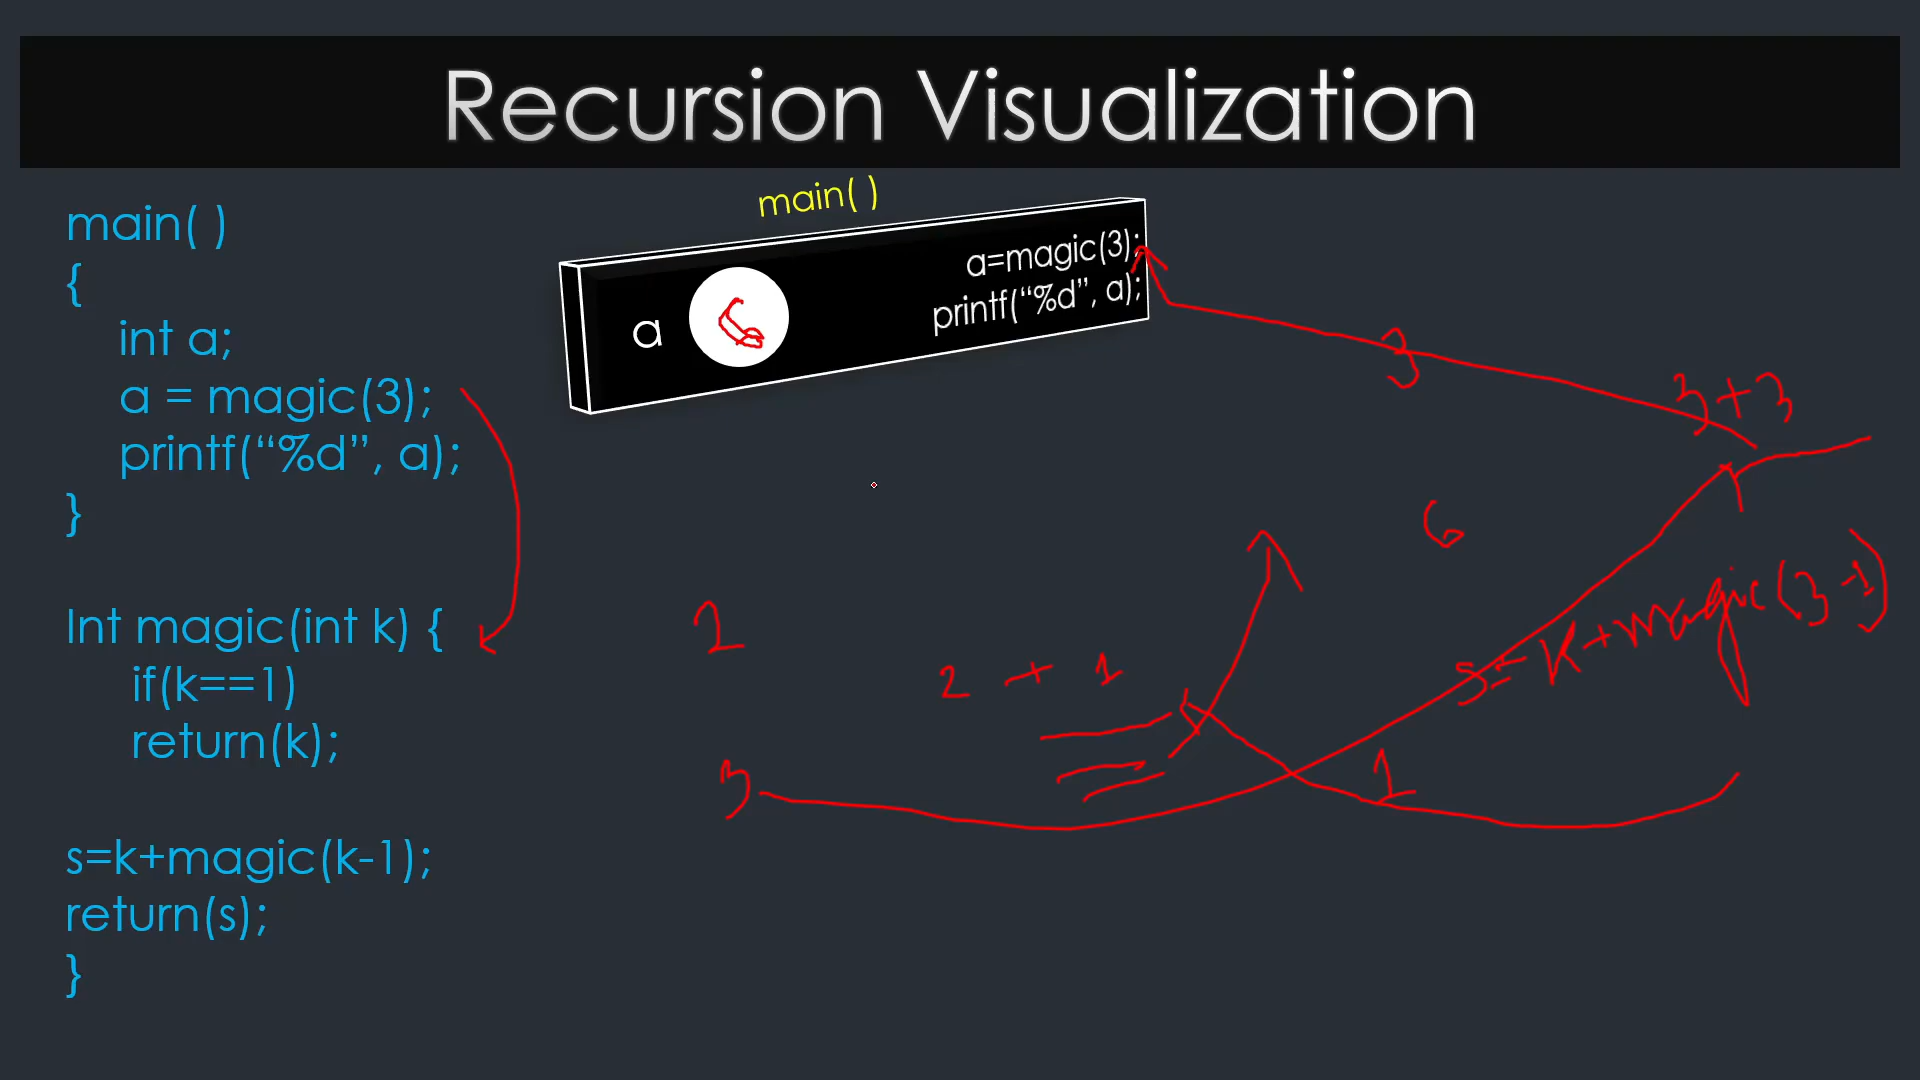 Recursion Visualization
main( )
{
int a;
a = magic(3);
printf(“%d”, a);
}
Int magic(int k) {
if(k==1)
return(k);
s=k+magic(k-1);
return(s);
}
main( )
a=magic(3);
printf(“%d”, a);
a 6
3
3+3
6
2
2 + 1
s= K+magic(3-1)
3
1